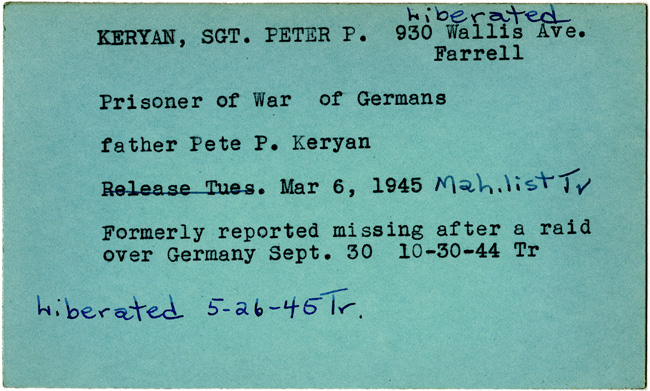 Liberated
KERYAN, SGT. PETER P. 930 Wallis Ave.
Farrell
Prisoner of War of Germans
father Pete P. Keryan
Release Tues. Mar 6, 1945 Mah. list Tr
Formerly reported missing after a raid
over Germany Sept. 30 10-30-44 Tr
Liberated 5-26-45 Tr.